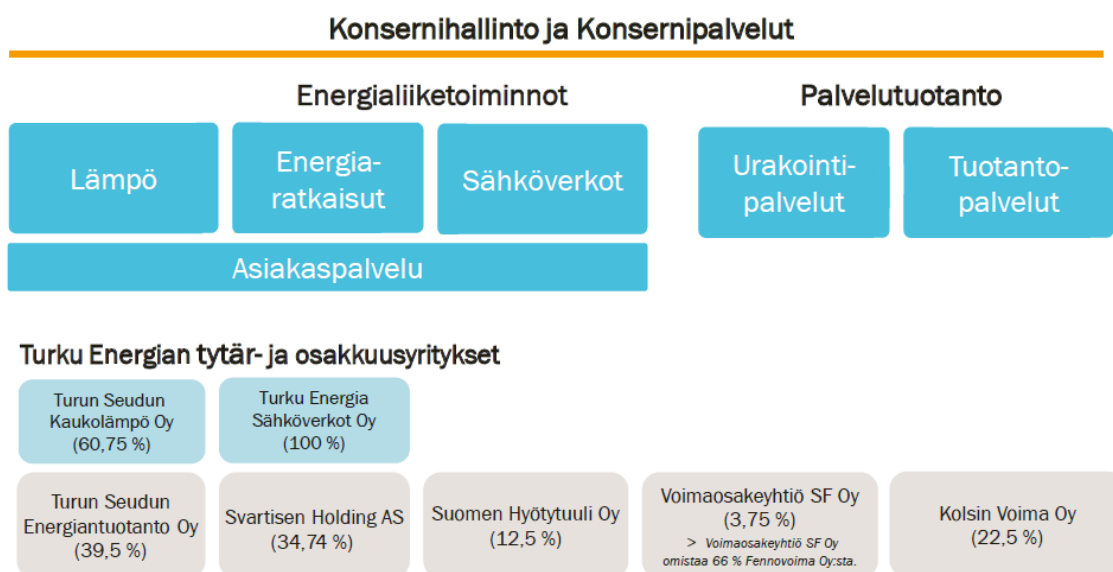 Konsernihallinto ja Konsernipalvelut
Energialiiketoiminnot
Palvelutuotanto
Lämpö
Energia-
ratkaisut
Sähköverkot
Urakointi-
palvelut
Tuotanto-
palvelut
Asiakaspalvelu
Turku Energian tytär- ja osakkuusyritykset
Turun Seudun
Kaukolämpö Oy
(60,75 %)
Turku Energia
Sähköverkot Oy
(100 %)
Turun Seudun
Energiantuotanto Oy
(39,5 %)
Svartisen Holding AS
(34,74 %)
Suomen Hyötytuuli Oy
(12,5 %)
Voimaosakeyhtiö SF Oy
(3,75 %)
> Voimaosakeyhtiö SF Oy
omistaa 66 % Fennovoima Oy:sta.
Kolsin Voima Oy
(22,5 %)